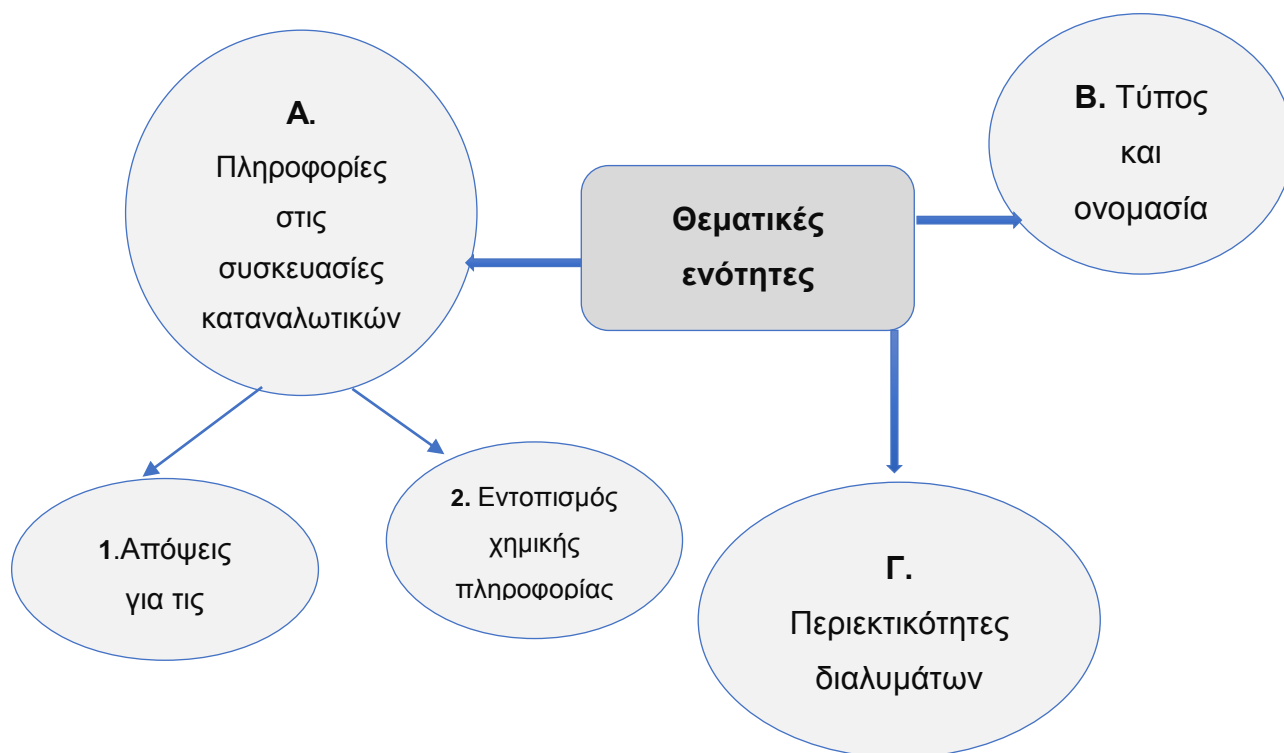 Θεματικές
ενότητες
Α.
Πληροφορίες
στις
συσκευασίες
καταναλωτικών
Β. Τύπος
και
ονομασία
1.Απόψεις
για τις
2. Εντοπισμός
χημικής
πληροφορίας
Γ.
Περιεκτικότητες
διαλυμάτων